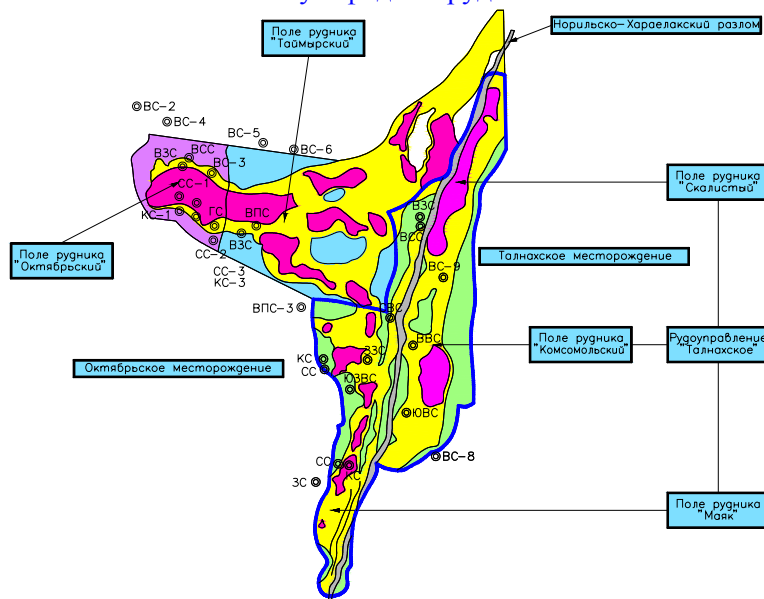 Норильско-Хараелакский разлом
Поле рудника
"Таймырский"
ВС-2
ВС-4
ВС-5
ВС-6
ВЗС
ВСС
ВС-3
СС-1
КС-1
ГС
ВПС
ВЗС
СС-2
СС-3
КС-3
Поле рудника
"Октябрьский"
ВЗС
ВСС
Поле рудника
"Скалистый"
Талнахское месторождение
ВС-9
ВПС-3
СВС
ВВС
Поле рудника
"Комсомольский"
Рудоуправление
"Талнахское"
КС
СС
ЗЗС
ЮЗВС
Октябрьское месторождение
ЮВС
ВС-8
СС
КС
ЗС
Поле рудника
"Маяк"